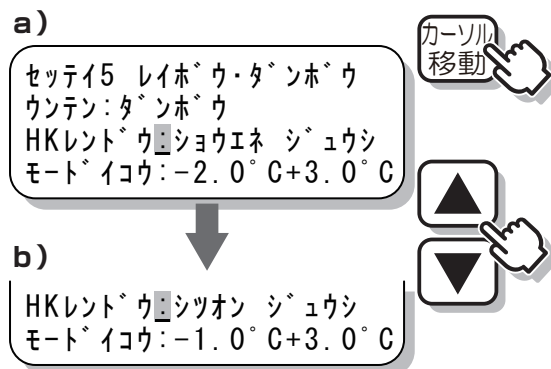 a)
カーソル
移動
ｾｯﾃｲ5 ﾚｲﾎﾞｳ･ﾀﾞﾝﾎﾞｳ
ｳﾝﾃﾝ:ﾀﾞﾝﾎﾞｳ
HKﾚﾝﾄﾞｳ:ｼｮｳｴﾈ ｼﾞｭｳｼ
ﾓｰﾄﾞｲｺｳ:-2.0ﾟC+3.0ﾟC
▲
▼
b)
HKﾚﾝﾄﾞｳ:ｼﾂｵﾝ ｼﾞｭｳｼ
ﾓｰﾄﾞｲｺｳ:-1.0ﾟC+3.0ﾟC